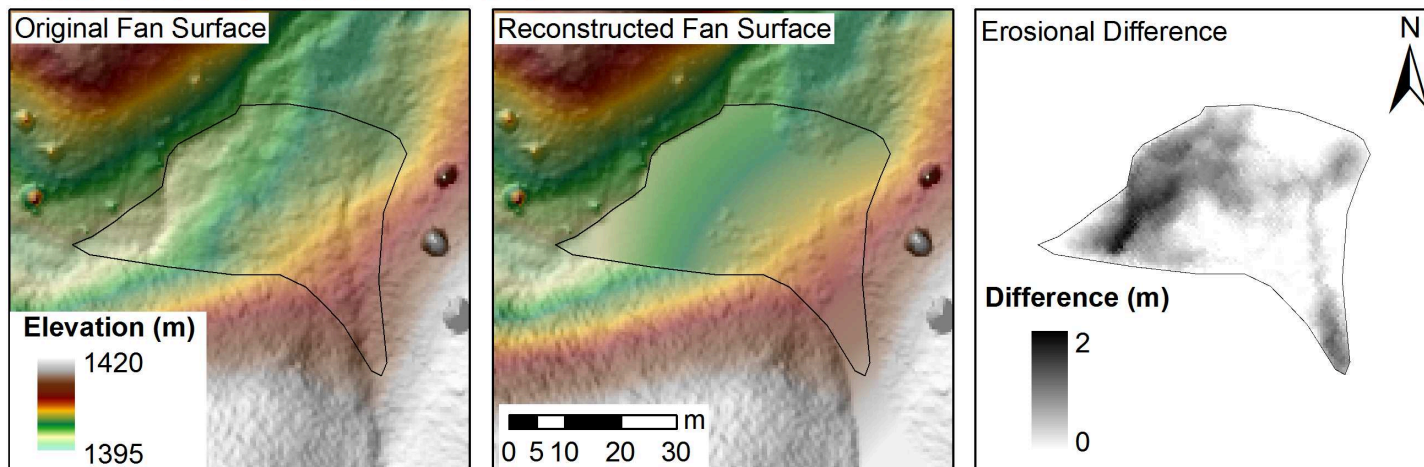 Original Fan Surface
Elevation (m)
1420
1395
Reconstructed Fan Surface
m
0 5 10 20 30
Erosional Difference
N
Difference (m)
2
0